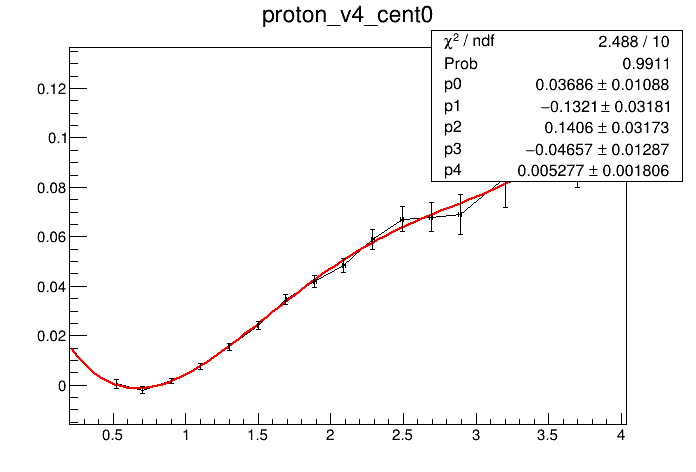 proton_v4_cent0
χ² / ndf 2.488 / 10
Prob 0.9911
p0 0.03686 ± 0.01088
p1 −0.1321 ± 0.03181
p2 0.1406 ± 0.03173
p3 −0.04657 ± 0.01287
p4 0.005277 ± 0.001806
0.12
0.1
0.08
0.06
0.04
0.02
0
0.5 1 1.5 2 2.5 3 3.5 4